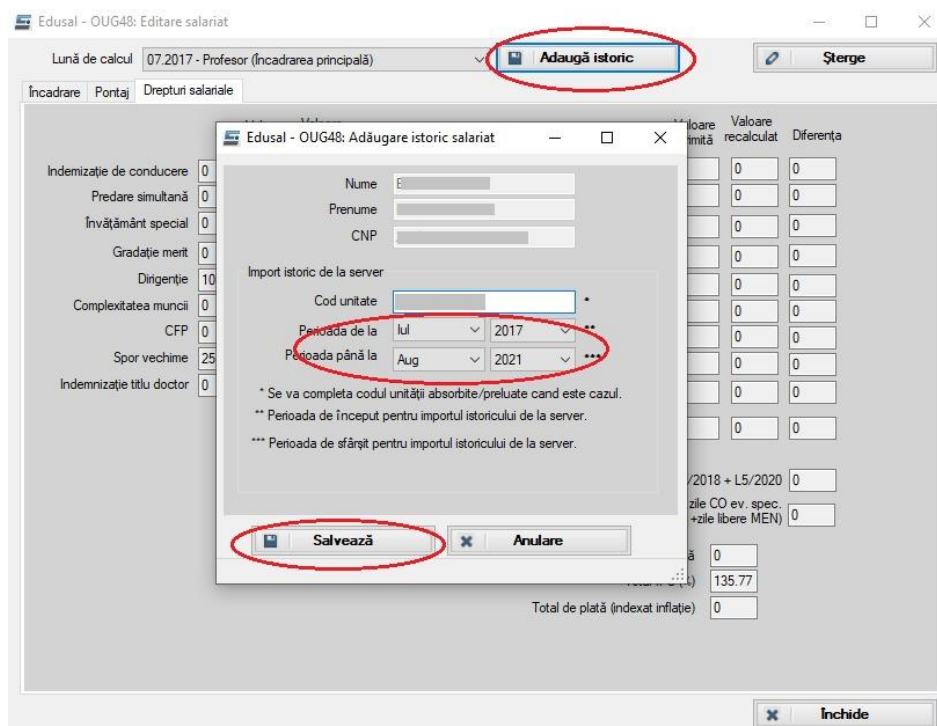 Edusal - OUG48: Editare salariat
Lună de calcul 07.2017 - Profesor (Încadrarea principală) Adaugă istoric Șterge
Încadrare Pontaj Drepturi salariale
Valoare recalculat Diferența
Indemizație de conducere 0 0 0
Predare simultană 0 0 0
Învățământ special 0 0 0
Gradație merit 0 0 0
Dirigenție 10 0 0
Complexitatea muncii 0 0 0
CFP 0 0 0
Spor vechime 25 0 0
Indemnizație titlu doctor 0 0 0
0 0
/2018 + L5/2020 0
zile CO ev. spec.
+zile libere MEN) 0
0
135.77
Total de plată (indexat inflație) 0
Închide
Edusal - OUG48: Adăugare istoric salariat
Nume
Prenume
CNP
Import istoric de la server
Cod unitate *
Perioada de la Iul 2017 **
Perioada până la Aug 2021 ***
* Se va completa codul unității absorbite/preluate cand este cazul.
** Perioada de început pentru importul istoricului de la server.
*** Perioada de sfârșit pentru importul istoricului de la server.
Salvează Anulare